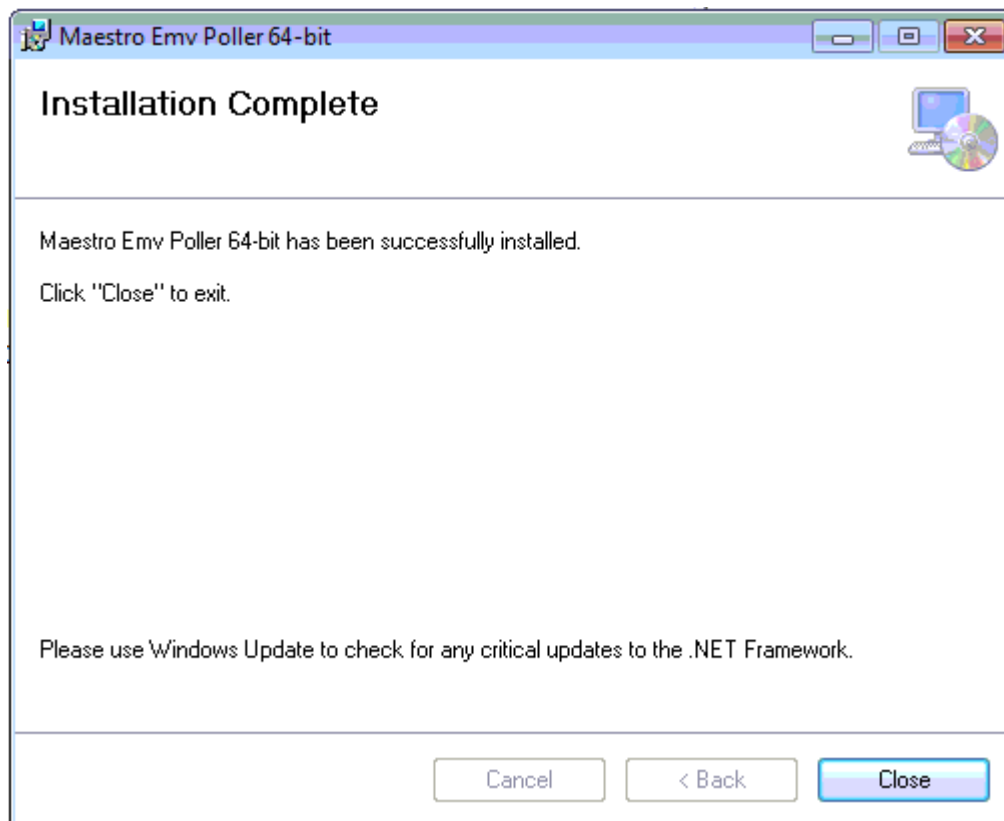 Maestro Emv Poller 64-bit
Installation Complete
Maestro Emv Poller 64-bit has been successfully installed.
Click "Close" to exit.
Please use Windows Update to check for any critical updates to the .NET Framework.
Cancel
< Back
Close